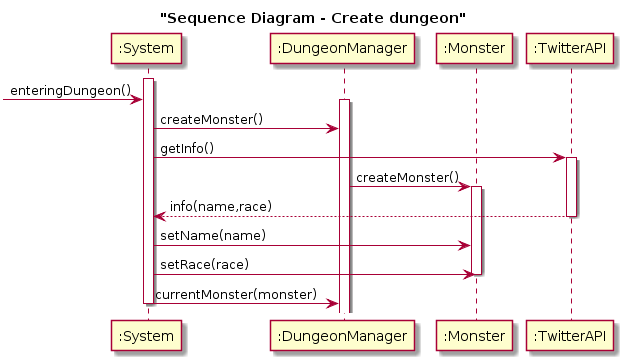 "Sequence Diagram - Create dungeon"
:System :DungeonManager :Monster :TwitterAPI
enteringDungeon()
createMonster()
getInfo()
createMonster()
info(name,race)
setName(name)
setRace(race)
currentMonster(monster)
:System :DungeonManager :Monster :TwitterAPI